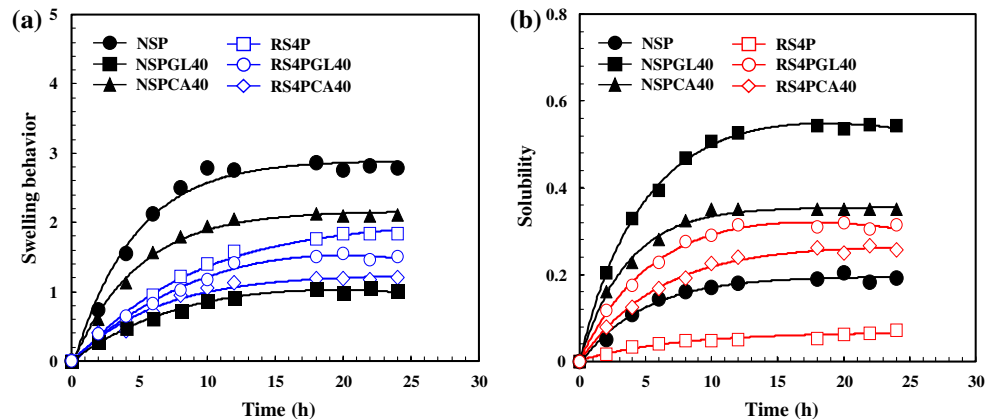 (a)
5
4
3
2
1
0
Swelling behavior
NSP
NSPGL40
NSPCA40
RS4P
RS4PGL40
RS4PCA40
0 5 10 15 20 25 30
Time (h)
(b)
0.8
0.6
0.4
0.2
0.0
Solubility
NSP
NSPGL40
NSPCA40
RS4P
RS4PGL40
RS4PCA40
0 5 10 15 20 25 30
Time (h)